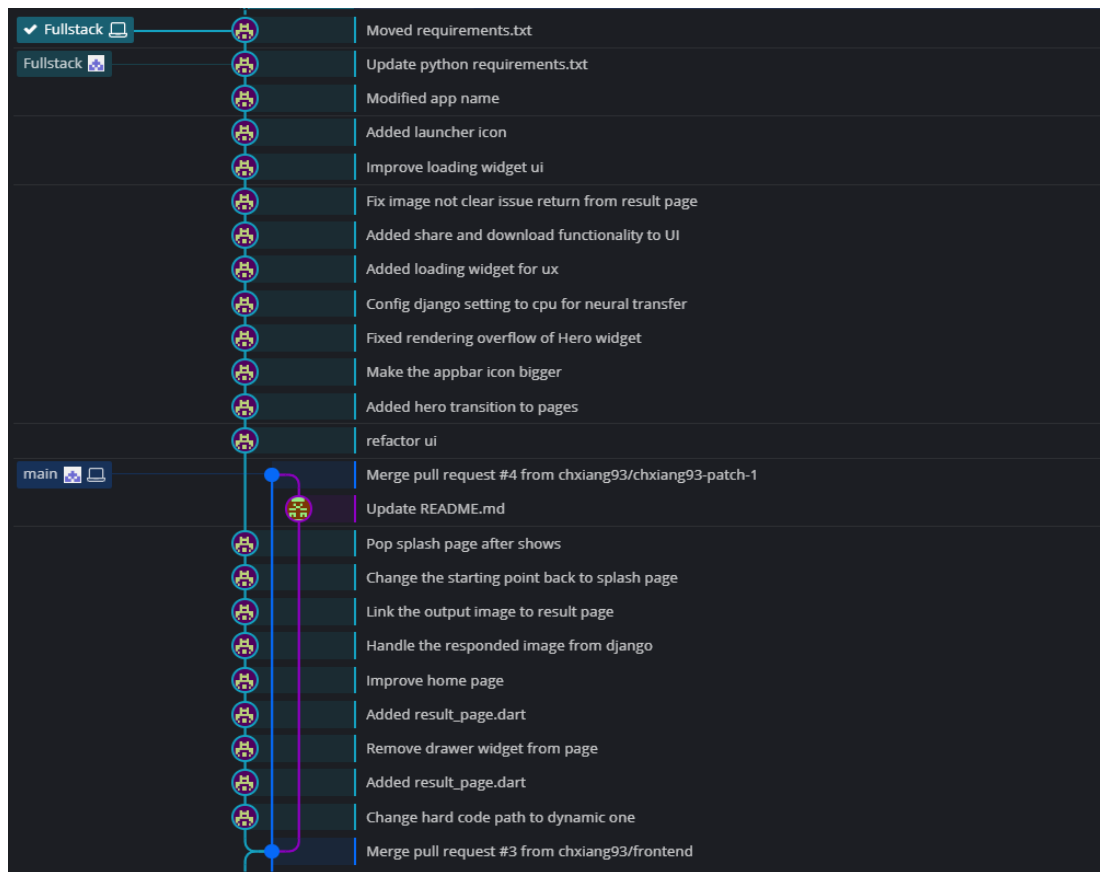 Fullstack Moved requirements.txt
Fullstack Update python requirements.txt
Modified app name
Added launcher icon
Improve loading widget ui
Fix image not clear issue return from result page
Added share and download functionality to UI
Added loading widget for ux
Config django setting to cpu for neural transfer
Fixed rendering overflow of Hero widget
Make the appbar icon bigger
Added hero transition to pages
refactor ui
main Merge pull request #4 from chxiang93/chxiang93-patch-1
Update README.md
Pop splash page after shows
Change the starting point back to splash page
Link the output image to result page
Handle the responded image from django
Improve home page
Added result_page.dart
Remove drawer widget from page
Added result_page.dart
Change hard code path to dynamic one
Merge pull request #3 from chxiang93/frontend